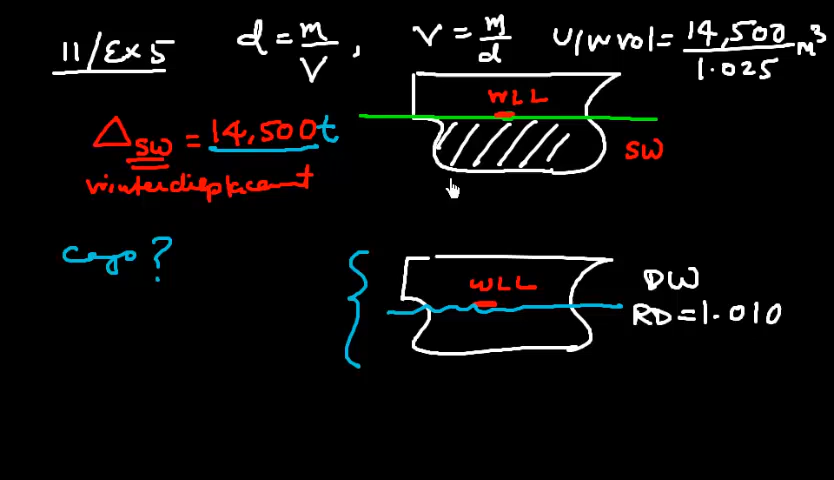 11/Ex 5
d = m/V , V = m/d
U/W vol = 14,500/1.025 m³
WLL
Δsw = 14,500t
SW
winter displacement
Cago ?
WLL
DW
RD = 1.010